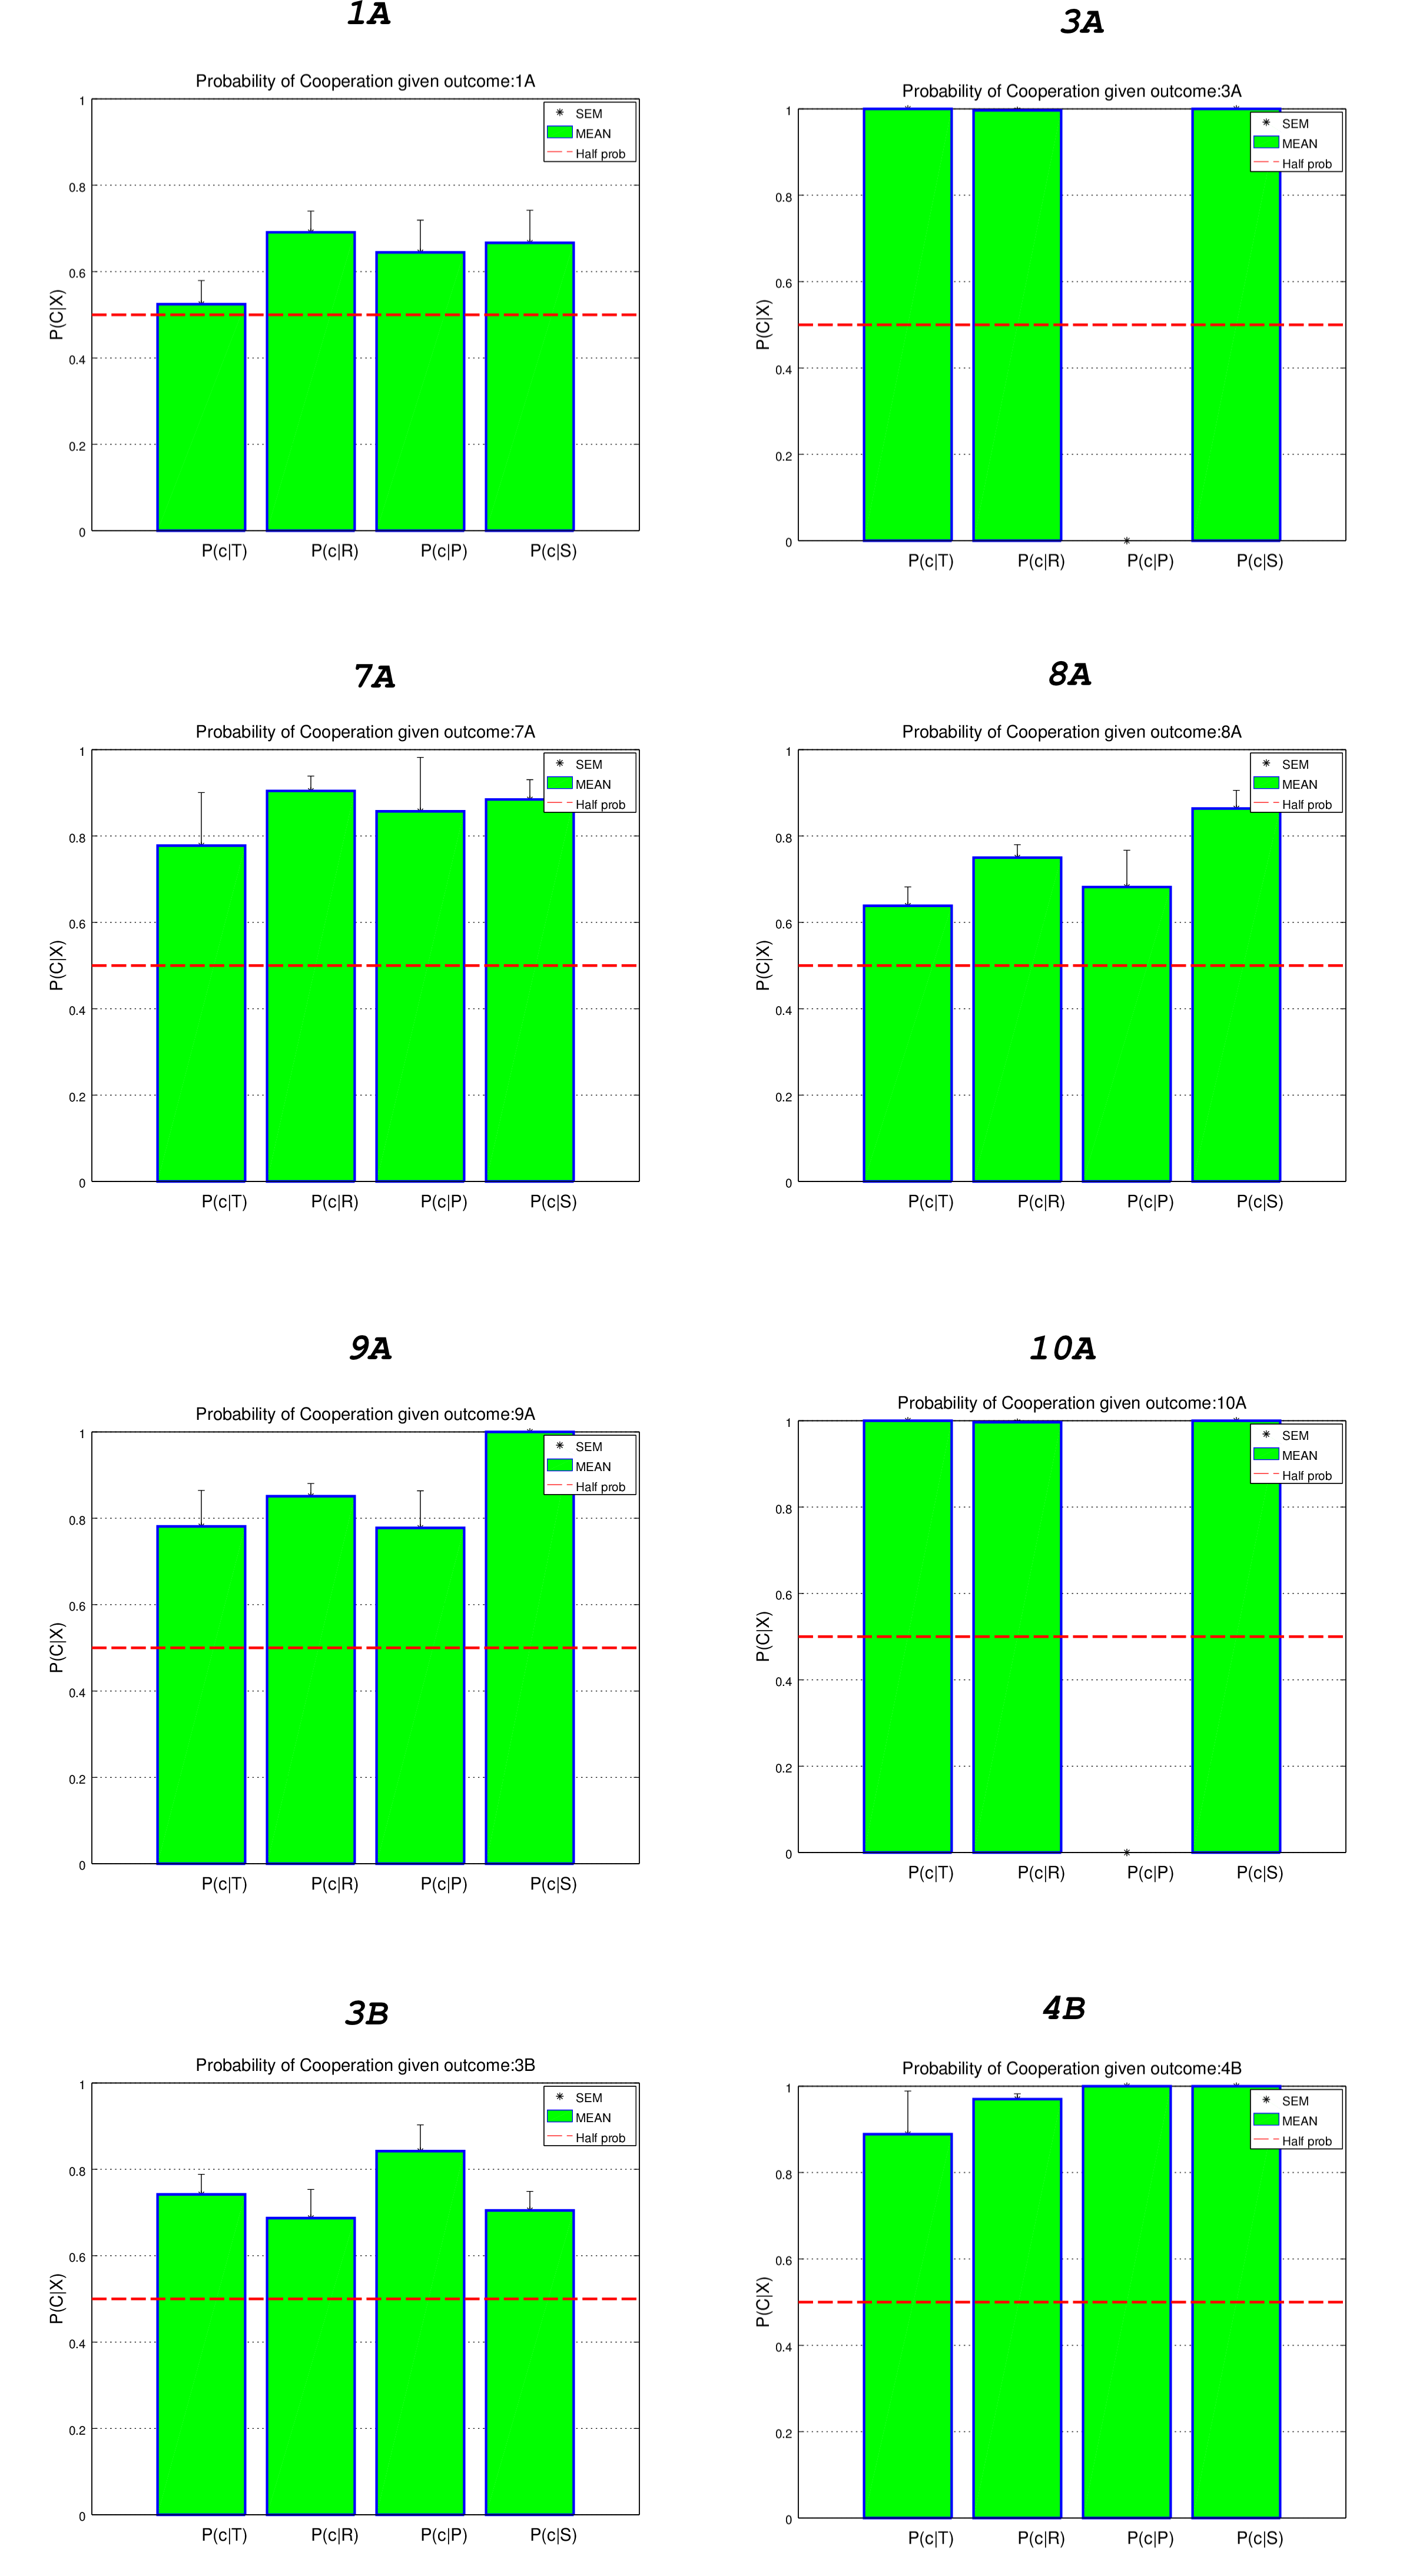 1A
Probability of Cooperation given outcome:1A
SEM
MEAN
Half prob
P(C|X)
1
0.8
0.6
0.4
0.2
0
P(c|T) P(c|R) P(c|P) P(c|S)
3A
Probability of Cooperation given outcome:3A
SEM
MEAN
Half prob
P(C|X)
1
0.8
0.6
0.4
0.2
0
P(c|T) P(c|R) P(c|P) P(c|S)
7A
Probability of Cooperation given outcome:7A
SEM
MEAN
Half prob
P(C|X)
1
0.8
0.6
0.4
0.2
0
P(c|T) P(c|R) P(c|P) P(c|S)
8A
Probability of Cooperation given outcome:8A
SEM
MEAN
Half prob
P(C|X)
1
0.8
0.6
0.4
0.2
0
P(c|T) P(c|R) P(c|P) P(c|S)
9A
Probability of Cooperation given outcome:9A
SEM
MEAN
Half prob
P(C|X)
1
0.8
0.6
0.4
0.2
0
P(c|T) P(c|R) P(c|P) P(c|S)
10A
Probability of Cooperation given outcome:10A
SEM
MEAN
Half prob
P(C|X)
1
0.8
0.6
0.4
0.2
0
P(c|T) P(c|R) P(c|P) P(c|S)
3B
Probability of Cooperation given outcome:3B
SEM
MEAN
Half prob
P(C|X)
1
0.8
0.6
0.4
0.2
0
P(c|T) P(c|R) P(c|P) P(c|S)
4B
Probability of Cooperation given outcome:4B
SEM
MEAN
Half prob
P(C|X)
1
0.8
0.6
0.4
0.2
0
P(c|T) P(c|R) P(c|P) P(c|S)